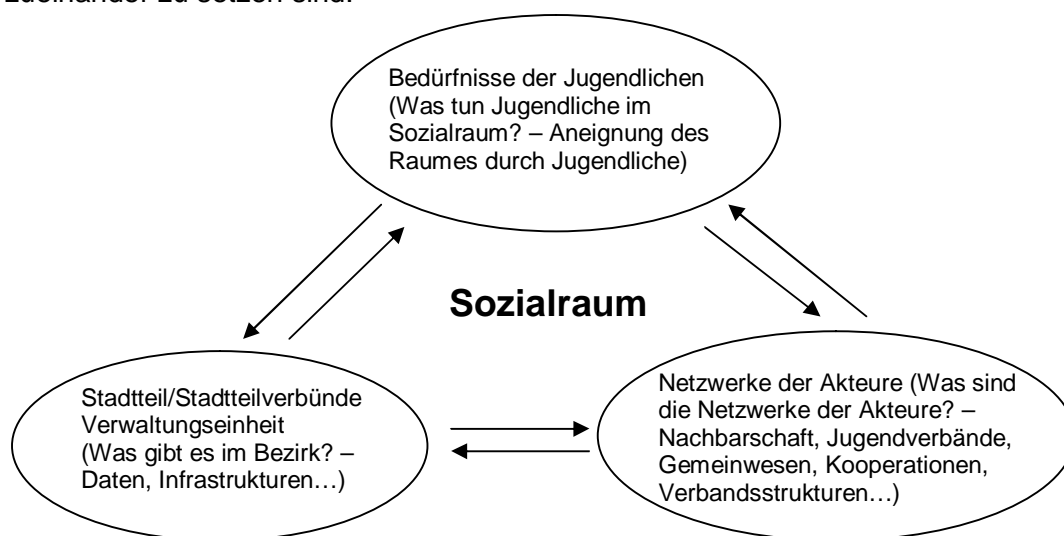 zueinander zu setzen sind.
Bedürfnisse der Jugendlichen
(Was tun Jugendliche im
Sozialraum? – Aneignung des
Raumes durch Jugendliche)
Sozialraum
Stadtteil/Stadtteilverbünde
Verwaltungseinheit
(Was gibt es im Bezirk? –
Daten, Infrastrukturen…)
Netzwerke der Akteure (Was sind
die Netzwerke der Akteure? –
Nachbarschaft, Jugendverbände,
Gemeinwesen, Kooperationen,
Verbandsstrukturen…)